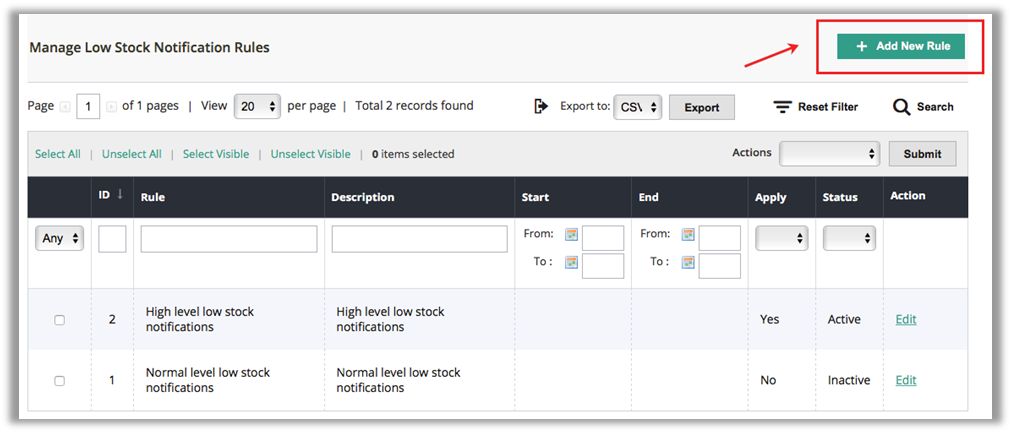 Manage Low Stock Notification Rules
+ Add New Rule
Page 1 of 1 pages | View 20 per page | Total 2 records found Export to: CSV Export Reset Filter Search
Select All | Unselect All | Select Visible | Unselect Visible | 0 items selected Actions Submit
ID ↓ Rule Description Start End Apply Status Action
Any From: From:
To : To :
2 High level low stock notifications High level low stock notifications Yes Active Edit
1 Normal level low stock notifications Normal level low stock notifications No Inactive Edit